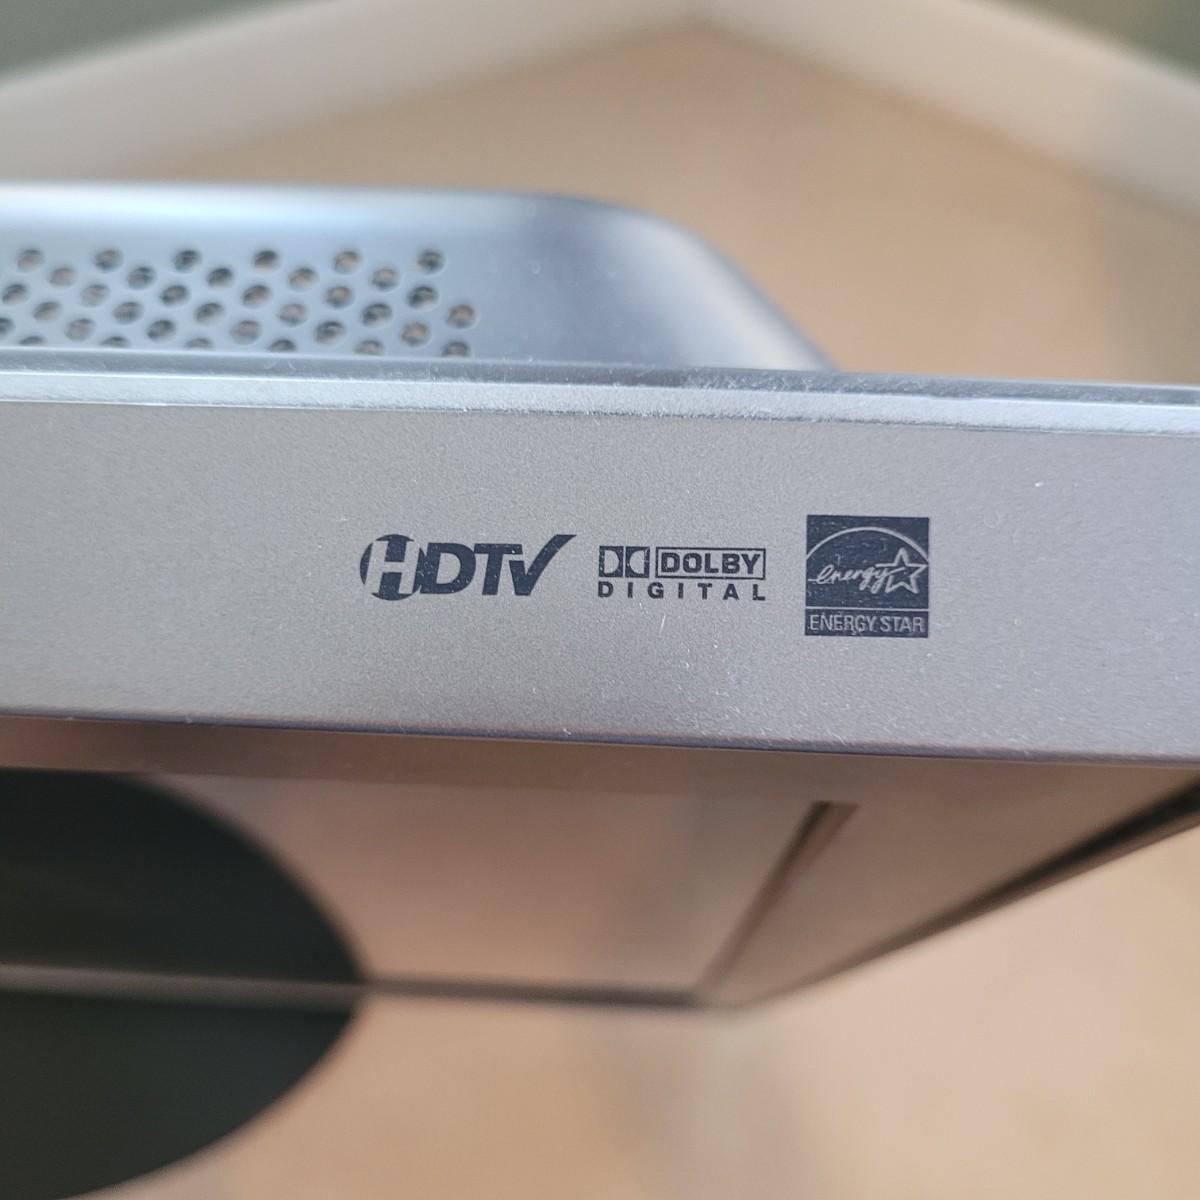 HDTV
DOLBY
DIGITAL
energy
ENERGY STAR